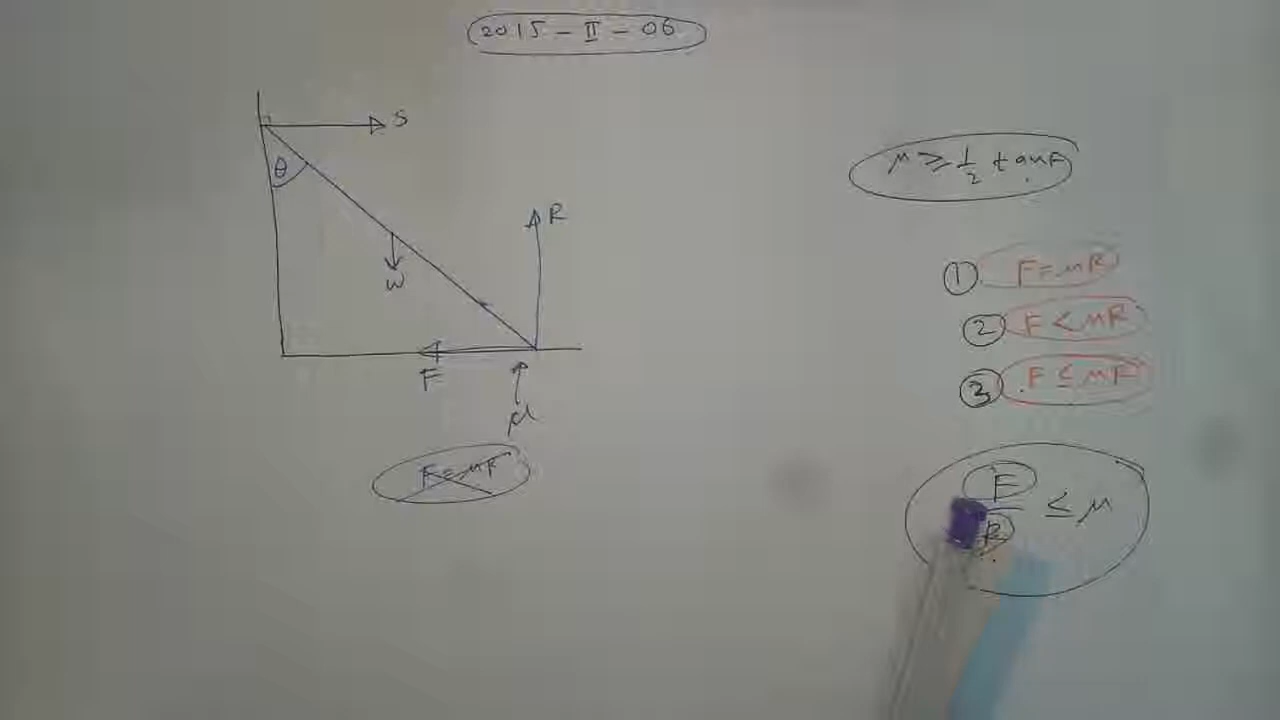 2015 - II - 06
S
θ
R
W
F
μ
F = μR
μ ≥ 1/2 tanθ
① F = μR
② F < μR
③ F ≤ μR
F/R ≤ μ